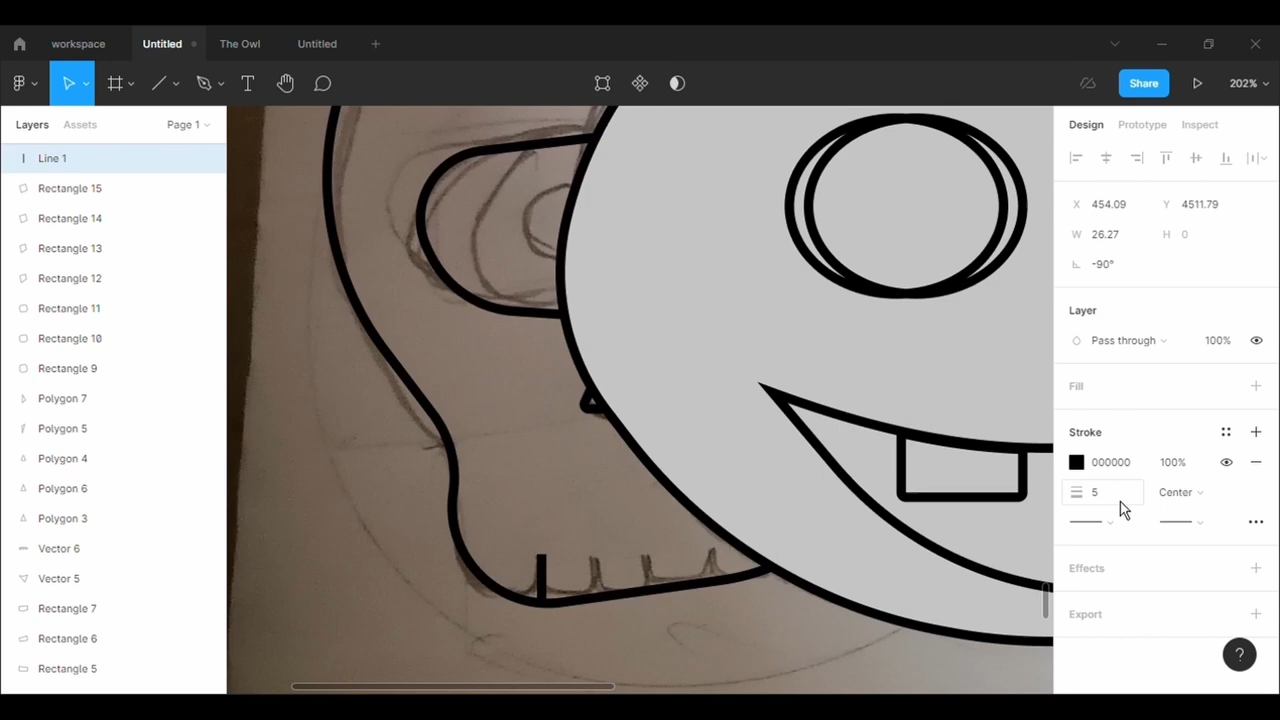 workspace
Untitled
The Owl
Untitled
Share
202%
Layers
Assets
Page 1
Line 1
Rectangle 15
Rectangle 14
Rectangle 13
Rectangle 12
Rectangle 11
Rectangle 10
Rectangle 9
Polygon 7
Polygon 5
Polygon 4
Polygon 6
Polygon 3
Vector 6
Vector 5
Rectangle 7
Rectangle 6
Rectangle 5
Design
Prototype
Inspect
X 454.09 Y 4511.79
W 26.27 H 0
-90°
Layer
Pass through 100%
Fill
Stroke
000000 100%
5 Center
Effects
Export
?